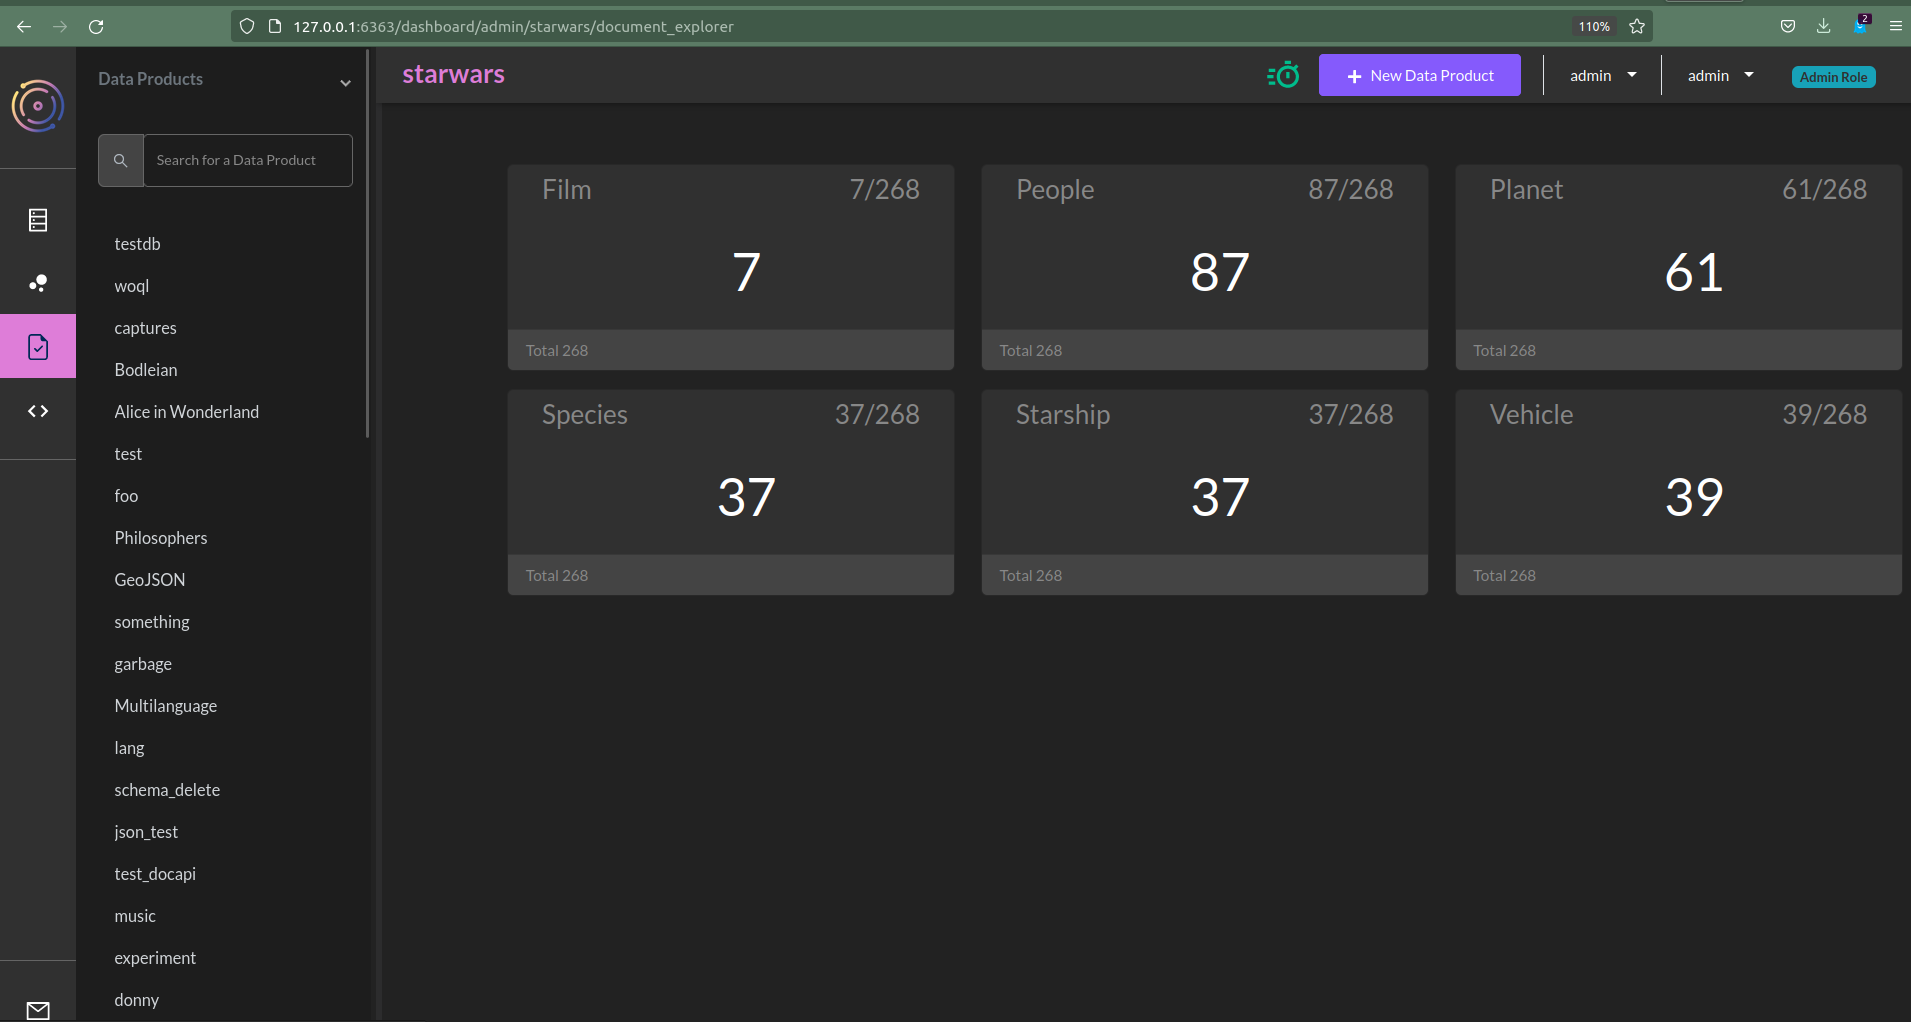 127.0.0.1:6363/dashboard/admin/starwars/document_explorer
110%
2
Data Products
starwars
New Data Product
admin
admin
Admin Role
Search for a Data Product
testdb
woql
captures
Bodleian
Alice in Wonderland
test
foo
Philosophers
GeoJSON
something
garbage
Multilanguage
lang
schema_delete
json_test
test_docapi
music
experiment
donny
Film 7/268
7
Total 268
People 87/268
87
Total 268
Planet 61/268
61
Total 268
Species 37/268
37
Total 268
Starship 37/268
37
Total 268
Vehicle 39/268
39
Total 268